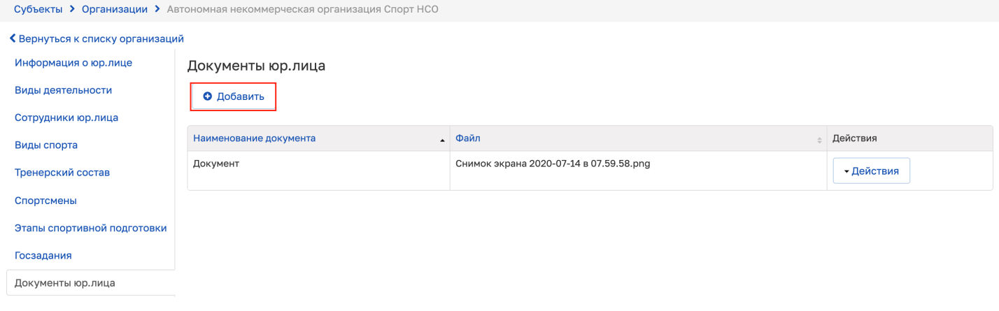 Субъекты > Организации > Автономная некоммерческая организация Спорт НСО
Вернуться к списку организаций
Информация о юр.лице
Виды деятельности
Сотрудники юр.лица
Виды спорта
Тренерский состав
Спортсмены
Этапы спортивной подготовки
Госзадания
Документы юр.лица
Документы юр.лица
Добавить
Наименование документа Файл Действия
Документ Снимок экрана 2020-07-14 в 07.59.58.png Действия